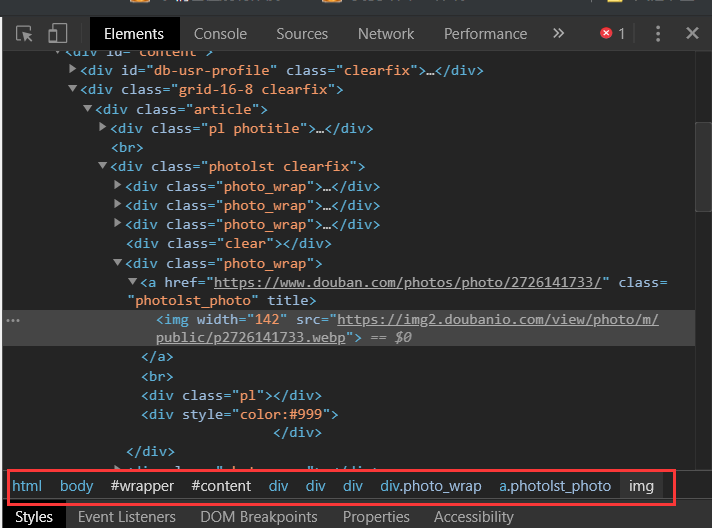 Elements Console Sources Network Performance » 1
<div id="content">
<div id="db-usr-profile" class="clearfix">…</div>
<div class="grid-16-8 clearfix">
<div class="article">
<div class="pl photitle">…</div>
<br>
<div class="photolst clearfix">
<div class="photo_wrap">…</div>
<div class="photo_wrap">…</div>
<div class="photo_wrap">…</div>
<div class="clear"></div>
<div class="photo_wrap">
<a href="https://www.douban.com/photos/photo/2726141733/" class=
"photolst_photo" title>
… <img width="142" src="https://img2.doubanio.com/view/photo/m/
public/p2726141733.webp"> == $0
</a>
<br>
<div class="pl"></div>
<div style="color:#999">
</div>
</div>
html body #wrapper #content div div div div.photo_wrap a.photolst_photo img
Styles Event Listeners DOM Breakpoints Properties Accessibility